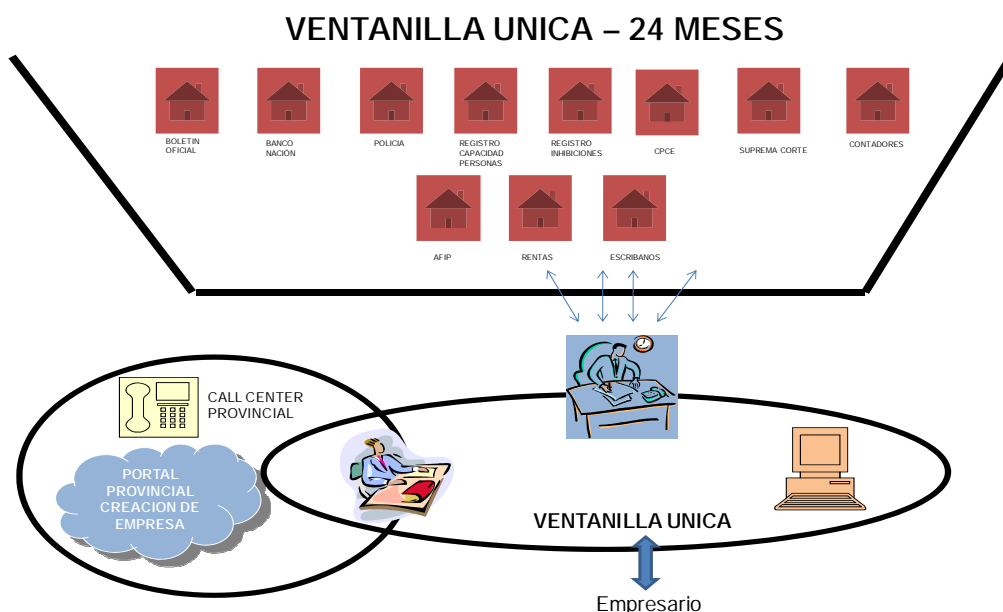 VENTANILLA UNICA – 24 MESES
BOLETIN
OFICIAL
BANCO
NACIÓN
POLICIA
REGISTRO
CAPACIDAD
PERSONAS
REGISTRO
INHIBICIONES
CPCE
SUPREMA CORTE
CONTADORES
AFIP
RENTAS
ESCRIBANOS
CALL CENTER
PROVINCIAL
PORTAL
PROVINCIAL
CREACION DE
EMPRESA
VENTANILLA UNICA
Empresario